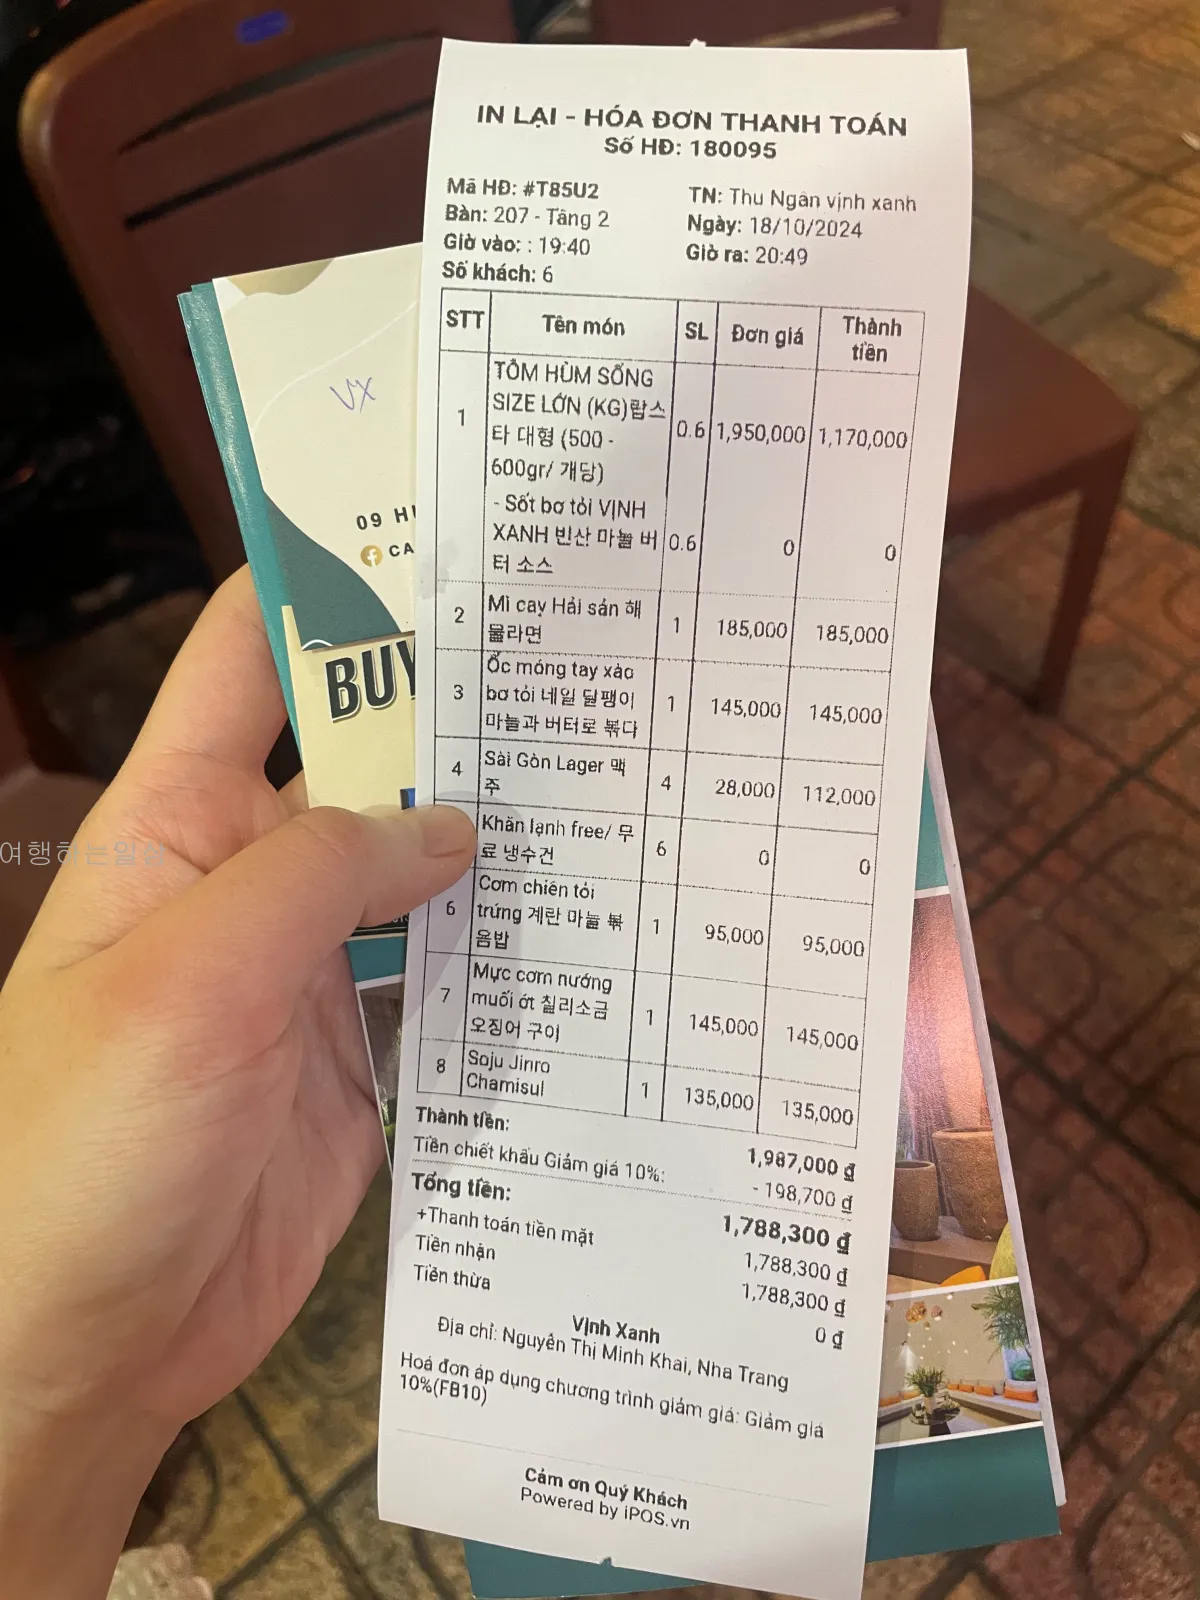 IN LẠI - HÓA ĐƠN THANH TOÁN
Số HĐ: 180095
Mã HĐ: #T85U2
TN: Thu Ngân vịnh xanh
Bàn: 207 - Tầng 2
Ngày: 18/10/2024
Giờ vào: : 19:40
Giờ ra: 20:49
Số khách: 6
STT Tên món SL Đơn giá Thành tiền
1 TÔM HÙM SỐNG
SIZE LỚN (KG)랍스
타 대형 (500 -
600gr/ 개당)
0.6 1,950,000 1,170,000
- Sốt bơ tỏi VỊNH
XANH 빈산 마늘 버
터 소스
0.6 0 0
2 Mì cay Hải sản 해
물라면
1 185,000 185,000
3 Ốc móng tay xào
bơ tỏi 네일 달팽이
마늘과 버터로 볶다
1 145,000 145,000
4 Sài Gòn Lager 맥
주
4 28,000 112,000
Khăn lạnh free/ 무
료 냉수건
6 0 0
6 Cơm chiên tỏi
trứng 계란 마늘 볶
음밥
1 95,000 95,000
7 Mực cơm nướng
muối ớt 칠리소금
오징어 구이
1 145,000 145,000
8 Soju Jinro
Chamisul
1 135,000 135,000
Thành tiền: 1,987,000 ₫
Tiền chiết khấu Giảm giá 10%: - 198,700 ₫
Tổng tiền: 1,788,300 ₫
+Thanh toán tiền mặt 1,788,300 ₫
Tiền nhận 1,788,300 ₫
Tiền thừa 0 ₫
Vịnh Xanh
Địa chỉ: Nguyễn Thị Minh Khai, Nha Trang
Hoá đơn áp dụng chương trình giảm giá: Giảm giá
10%(FB10)
Cảm ơn Quý Khách
Powered by iPOS.vn
VX
09 HI
CA
BUY
여행하는일상